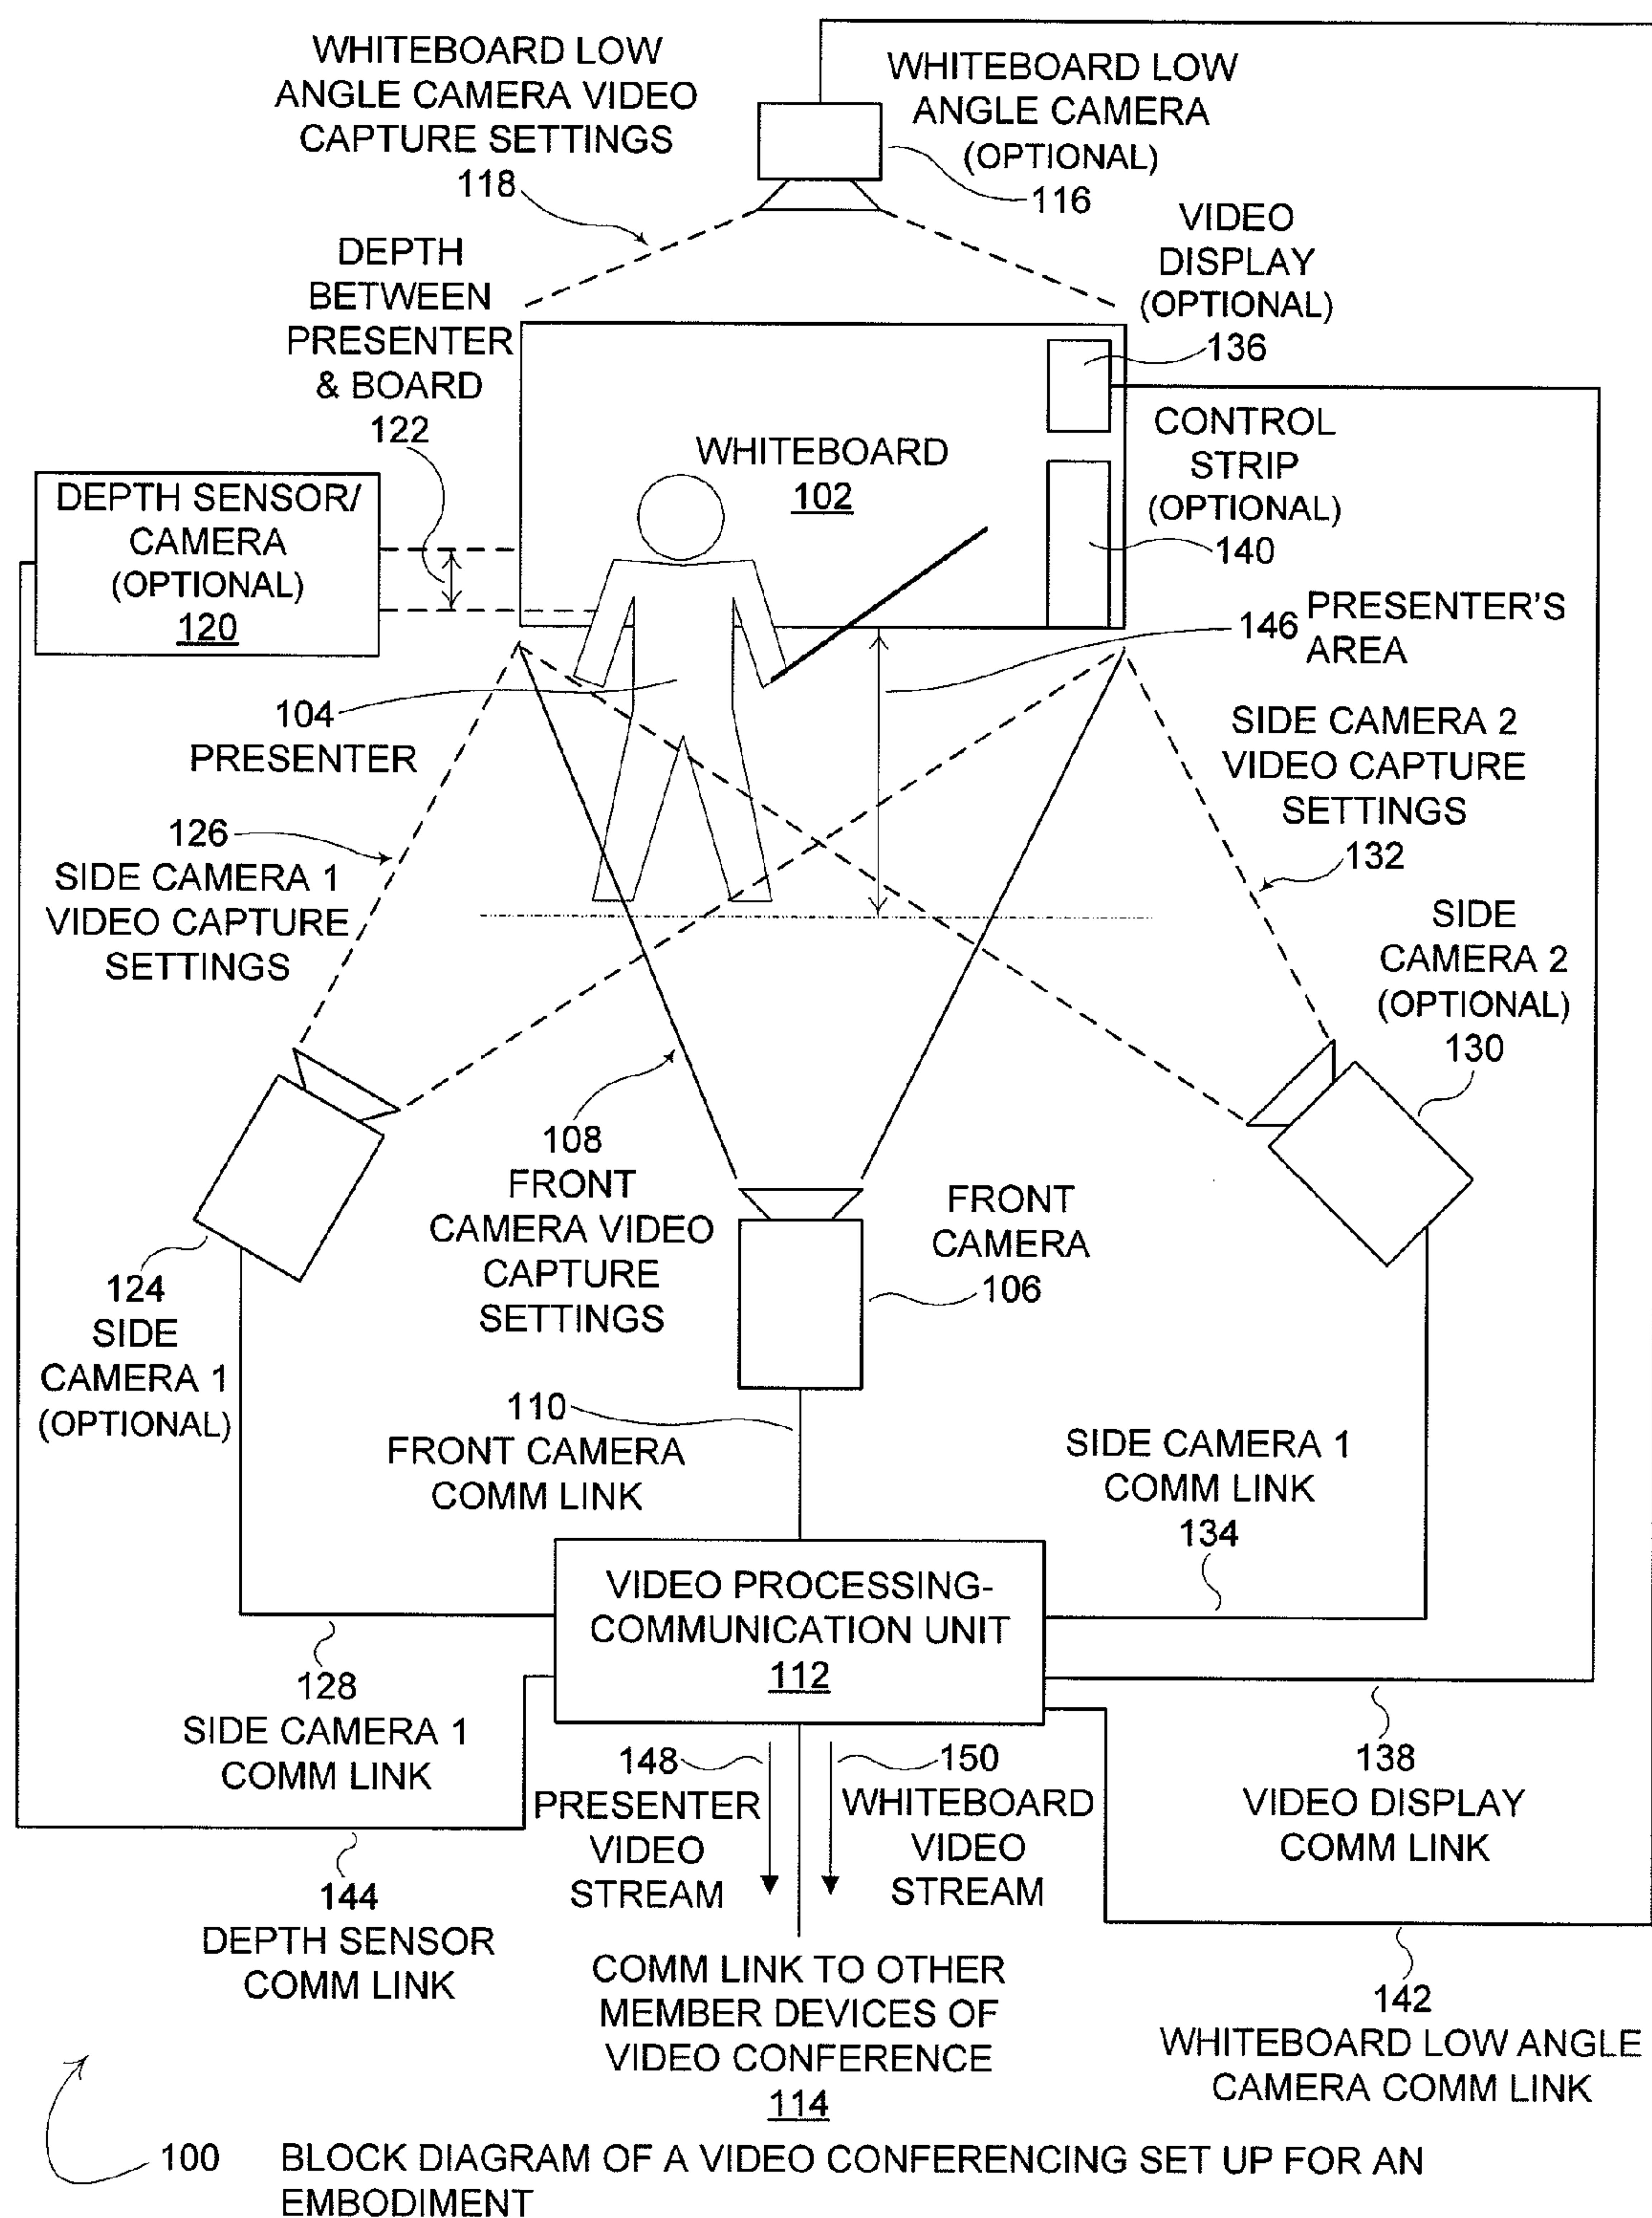 WHITEBOARD LOW
ANGLE CAMERA VIDEO
CAPTURE SETTINGS
118
WHITEBOARD LOW
ANGLE CAMERA
(OPTIONAL)
116
VIDEO
DISPLAY
(OPTIONAL)
136
DEPTH
BETWEEN
PRESENTER
& BOARD
122
WHITEBOARD
102
CONTROL
STRIP
(OPTIONAL)
140
DEPTH SENSOR/
CAMERA
(OPTIONAL)
120
146 PRESENTER'S
AREA
104
PRESENTER
SIDE CAMERA 2
VIDEO CAPTURE
SETTINGS
132
126
SIDE CAMERA 1
VIDEO CAPTURE
SETTINGS
SIDE
CAMERA 2
(OPTIONAL)
130
108
FRONT
CAMERA VIDEO
CAPTURE
SETTINGS
FRONT
CAMERA
106
124
SIDE
CAMERA 1
(OPTIONAL)
110
FRONT CAMERA
COMM LINK
SIDE CAMERA 1
COMM LINK
134
VIDEO PROCESSING-
COMMUNICATION UNIT
112
128
SIDE CAMERA 1
COMM LINK
148
PRESENTER
VIDEO
STREAM
150
WHITEBOARD
VIDEO
STREAM
138
VIDEO DISPLAY
COMM LINK
144
DEPTH SENSOR
COMM LINK
COMM LINK TO OTHER
MEMBER DEVICES OF
VIDEO CONFERENCE
114
142
WHITEBOARD LOW ANGLE
CAMERA COMM LINK
100 BLOCK DIAGRAM OF A VIDEO CONFERENCING SET UP FOR AN
EMBODIMENT